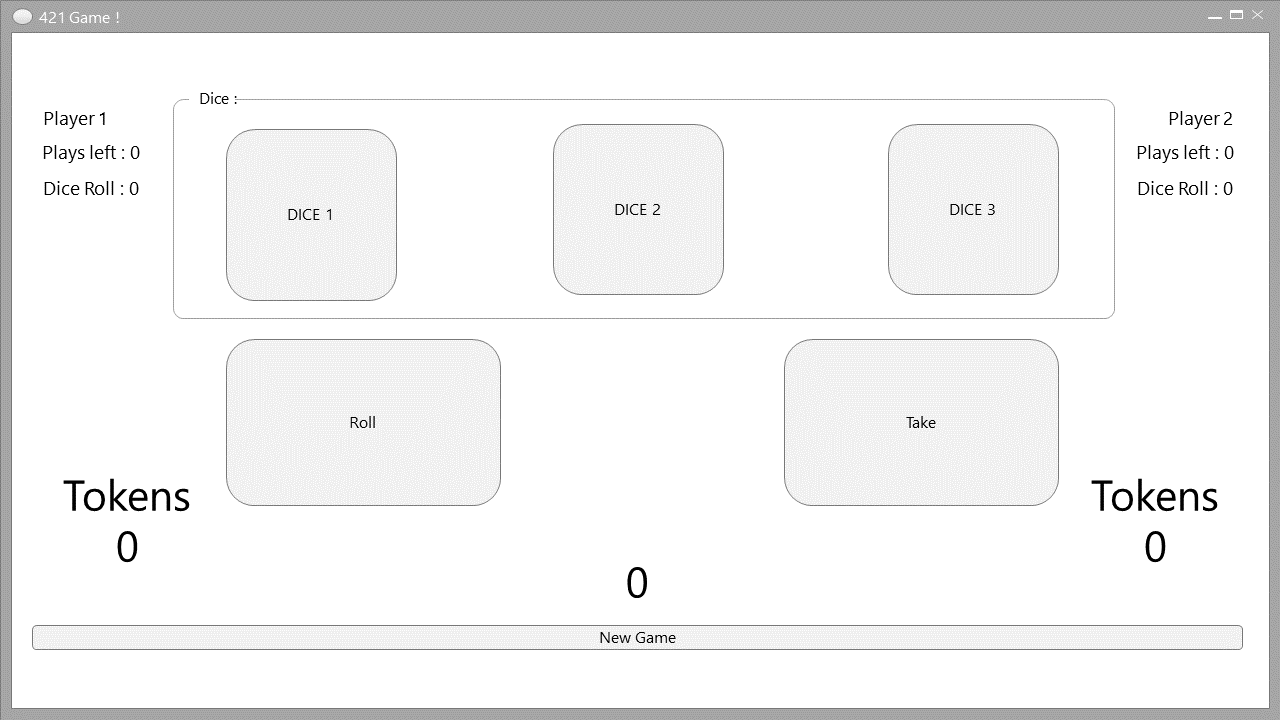 421 Game !
Dice :
Player 1
Player 2
Plays left : 0
Plays left : 0
Dice Roll : 0
Dice Roll : 0
DICE 1
DICE 2
DICE 3
Roll
Take
Tokens
0
Tokens
0
0
New Game